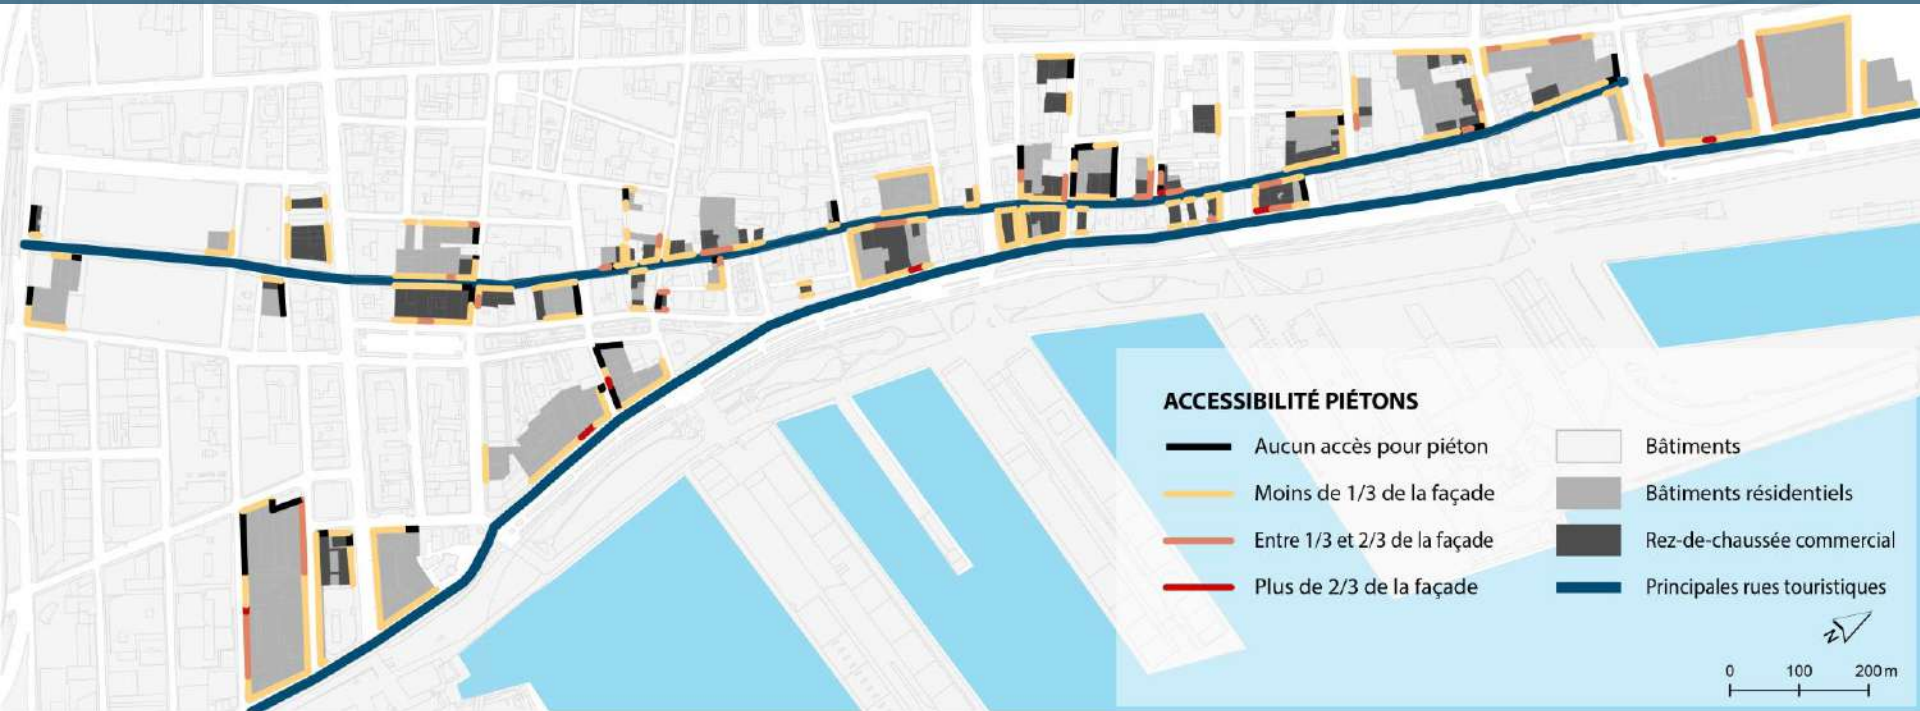 ACCESSIBILITÉ PIÉTONS
Aucun accès pour piéton
Moins de 1/3 de la façade
Entre 1/3 et 2/3 de la façade
Plus de 2/3 de la façade
Bâtiments
Bâtiments résidentiels
Rez-de-chaussée commercial
Principales rues touristiques
N
0 100 200 m